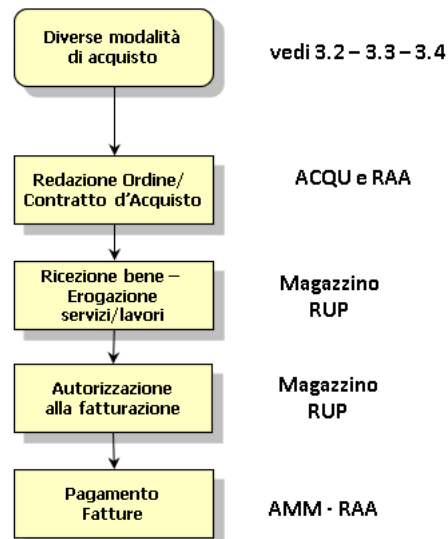 Diverse modalità
di acquisto
vedi 3.2 – 3.3 – 3.4
Redazione Ordine/
Contratto d'Acquisto
ACQU e RAA
Ricezione bene –
Erogazione
servizi/lavori
Magazzino
RUP
Autorizzazione
alla fatturazione
Magazzino
RUP
Pagamento
Fatture
AMM - RAA